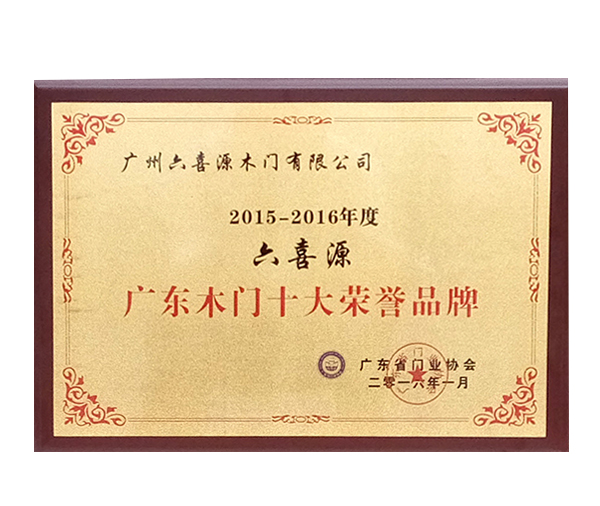 广州六喜源木门有限公司
2015-2016年度
六喜源
广东木门十大荣誉品牌
广东省门业协会
二零一六年一月